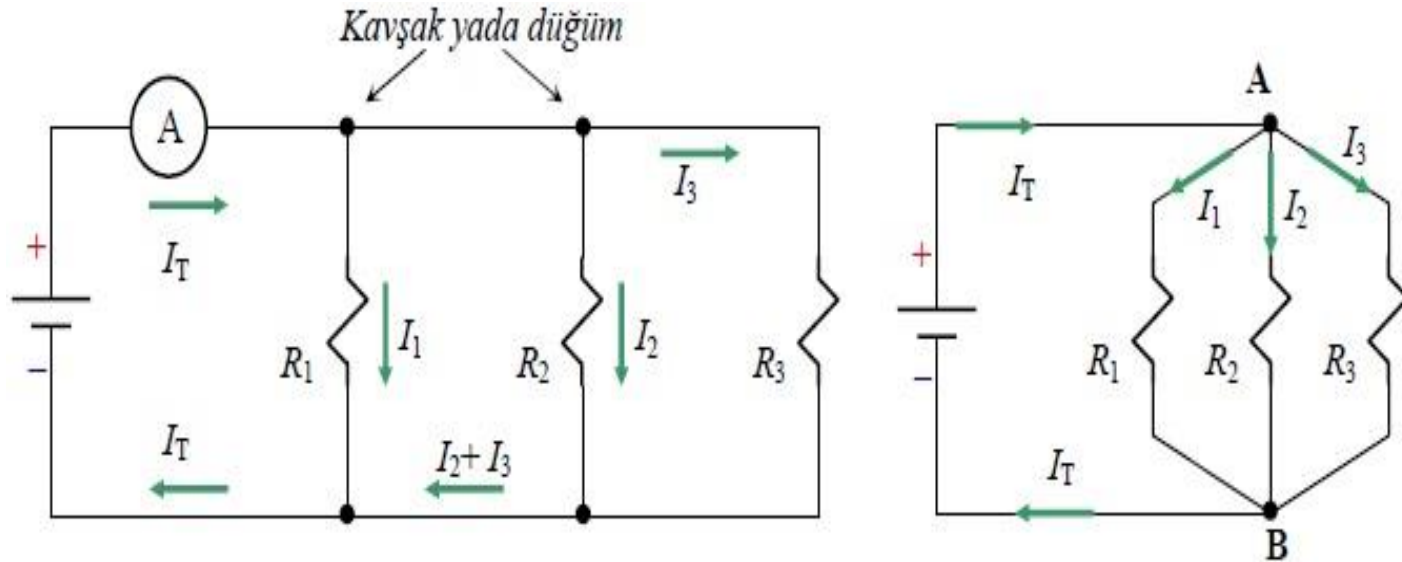 Kavşak yada düğüm
A
I_T
+
−
I_T
R_1
I_1
I_2 + I_3
R_2
I_2
I_3
R_3
A
I_T
I_1
I_2
I_3
+
−
R_1
R_2
R_3
I_T
B